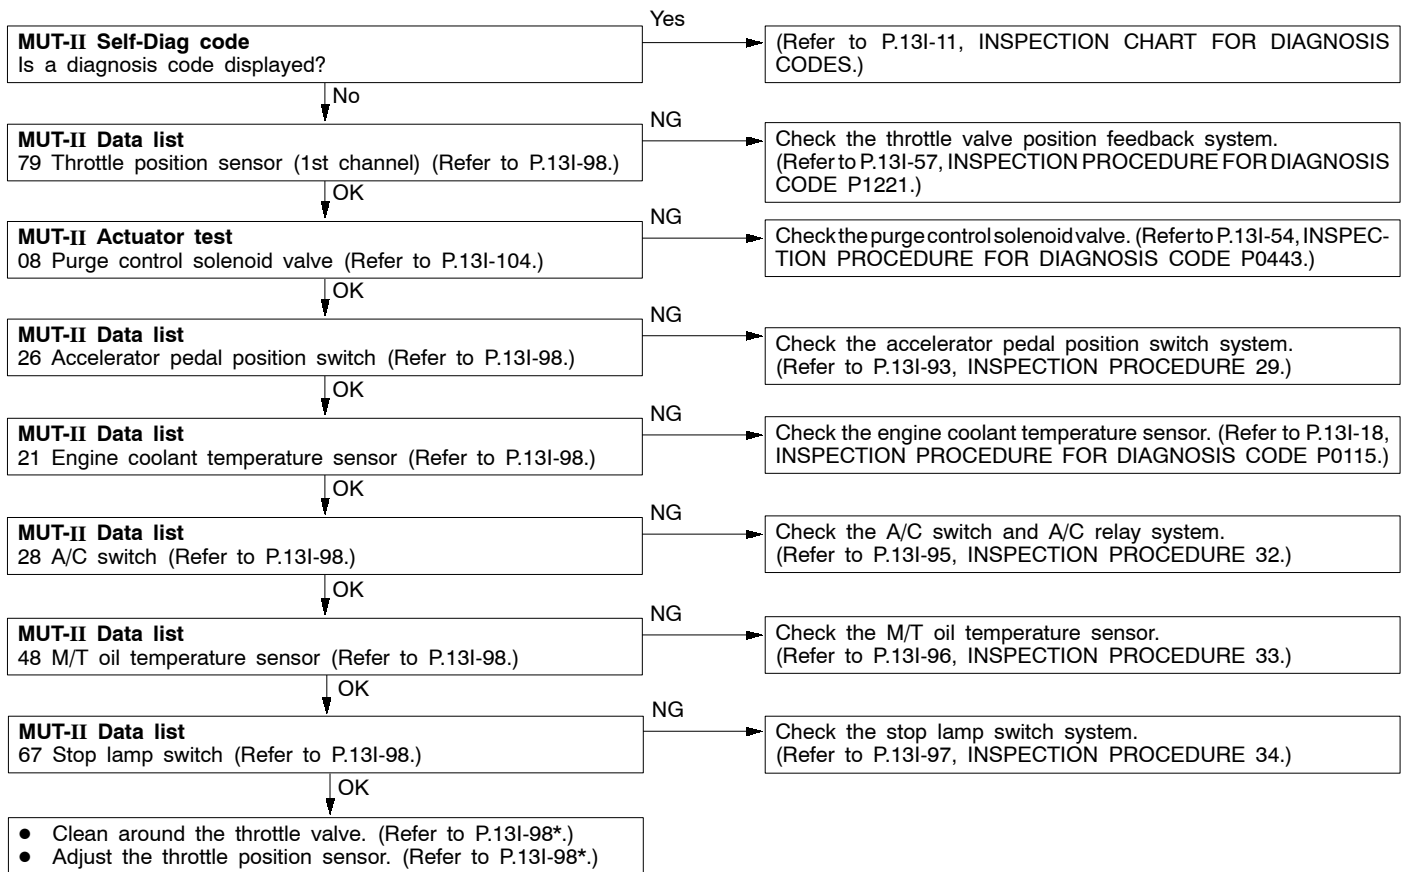 Yes
MUT-II Self-Diag code
Is a diagnosis code displayed?
(Refer to P.13I-11, INSPECTION CHART FOR DIAGNOSIS
CODES.)
No
NG
MUT-II Data list
79 Throttle position sensor (1st channel) (Refer to P.13I-98.)
Check the throttle valve position feedback system.
(Refer to P.13I-57, INSPECTION PROCEDURE FOR DIAGNOSIS
CODE P1221.)
OK
NG
MUT-II Actuator test
08 Purge control solenoid valve (Refer to P.13I-104.)
Check the purge control solenoid valve. (Refer to P.13I-54, INSPEC-
TION PROCEDURE FOR DIAGNOSIS CODE P0443.)
OK
NG
MUT-II Data list
26 Accelerator pedal position switch (Refer to P.13I-98.)
Check the accelerator pedal position switch system.
(Refer to P.13I-93, INSPECTION PROCEDURE 29.)
OK
NG
MUT-II Data list
21 Engine coolant temperature sensor (Refer to P.13I-98.)
Check the engine coolant temperature sensor. (Refer to P.13I-18,
INSPECTION PROCEDURE FOR DIAGNOSIS CODE P0115.)
OK
NG
MUT-II Data list
28 A/C switch (Refer to P.13I-98.)
Check the A/C switch and A/C relay system.
(Refer to P.13I-95, INSPECTION PROCEDURE 32.)
OK
NG
MUT-II Data list
48 M/T oil temperature sensor (Refer to P.13I-98.)
Check the M/T oil temperature sensor.
(Refer to P.13I-96, INSPECTION PROCEDURE 33.)
OK
NG
MUT-II Data list
67 Stop lamp switch (Refer to P.13I-98.)
Check the stop lamp switch system.
(Refer to P.13I-97, INSPECTION PROCEDURE 34.)
OK
● Clean around the throttle valve. (Refer to P.13I-98*.)
● Adjust the throttle position sensor. (Refer to P.13I-98*.)